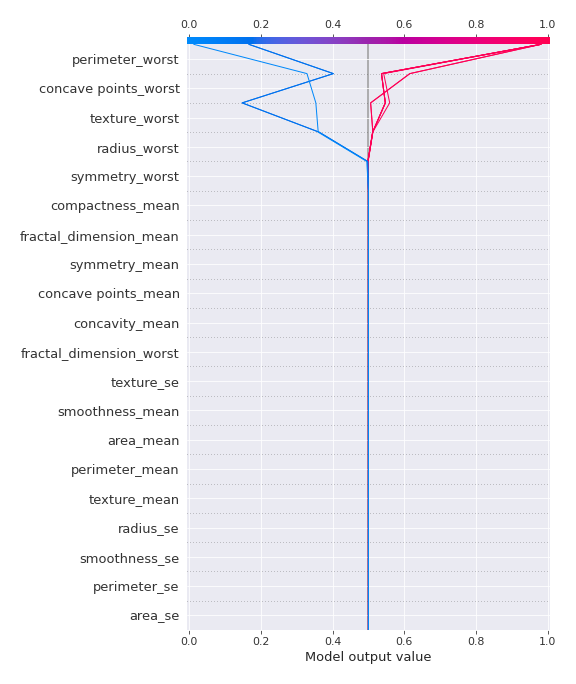 0.0 0.2 0.4 0.6 0.8 1.0
perimeter_worst
concave points_worst
texture_worst
radius_worst
symmetry_worst
compactness_mean
fractal_dimension_mean
symmetry_mean
concave points_mean
concavity_mean
fractal_dimension_worst
texture_se
smoothness_mean
area_mean
perimeter_mean
texture_mean
radius_se
smoothness_se
perimeter_se
area_se
0.0 0.2 0.4 0.6 0.8 1.0
Model output value